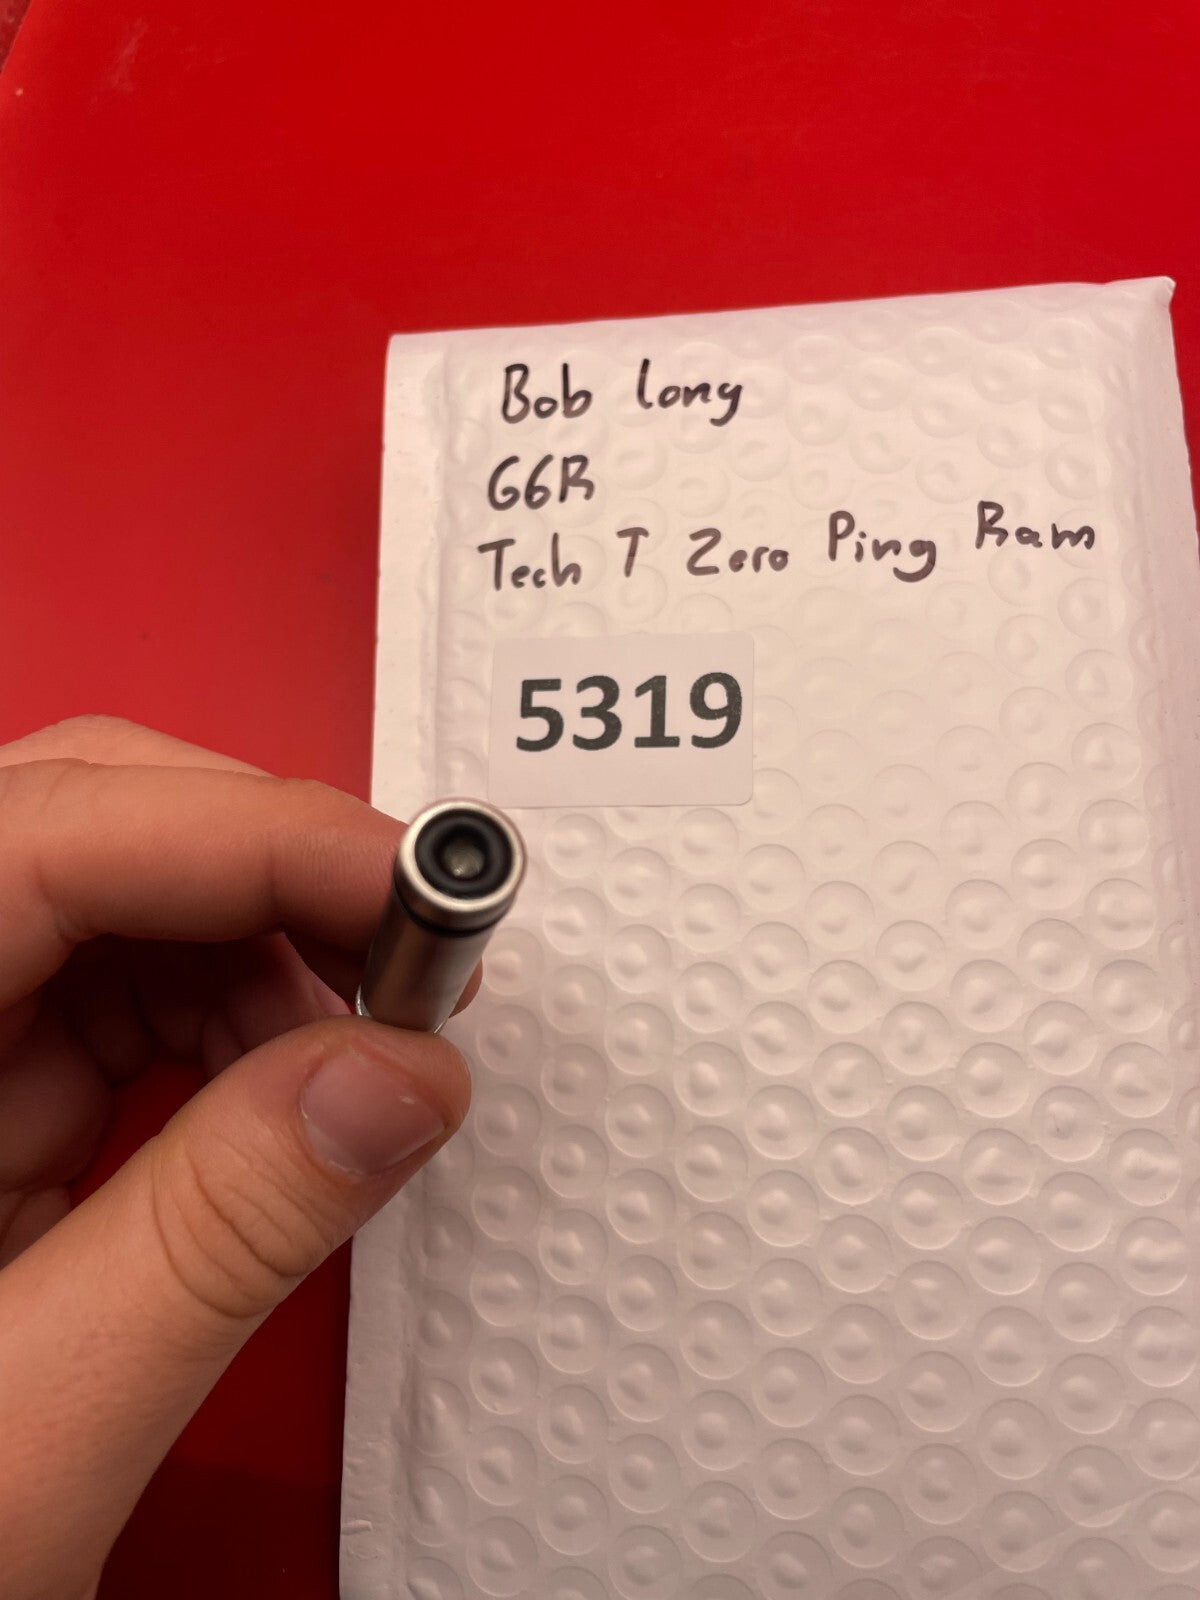 Bob long
G6R
Tech T Zero Ping Ram
5319